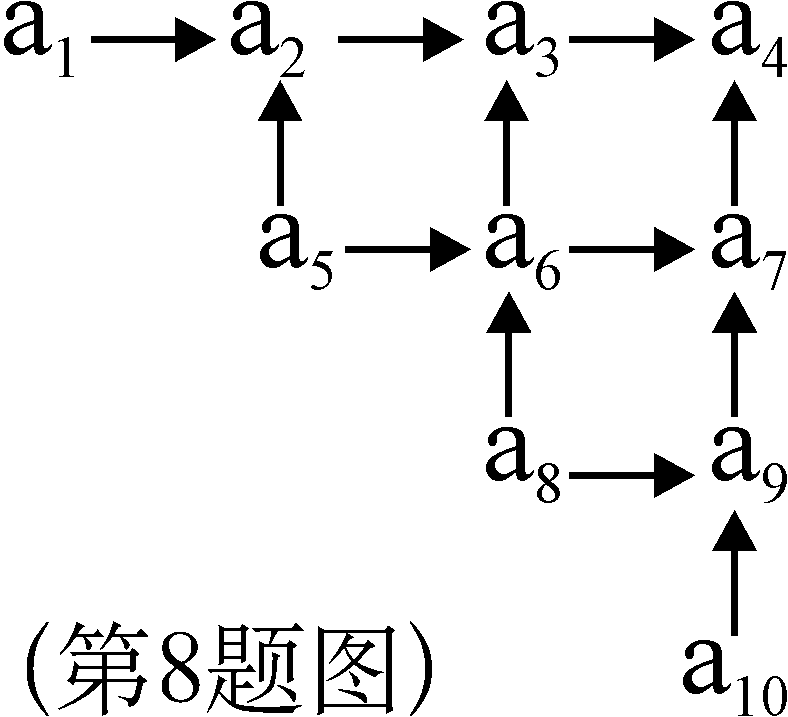 a₁ → a₂ → a₃ → a₄
a₅ → a₆ → a₇
a₈ → a₉
a₁₀
(第8题图)